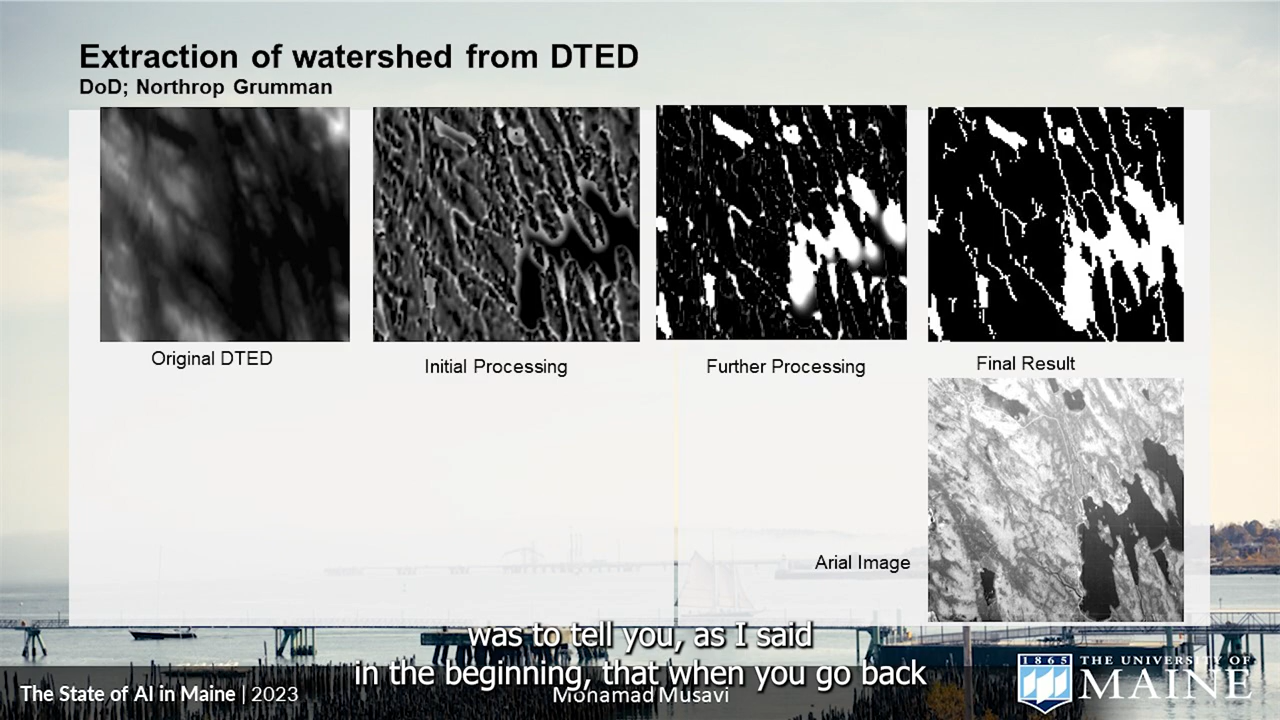 Extraction of watershed from DTED
DoD; Northrop Grumman
Original DTED
Initial Processing
Further Processing
Final Result
Arial Image
was to tell you, as I said
in the beginning, that when you go back
The State of AI in Maine | 2023
Mohamad Musavi
1865
THE UNIVERSITY OF
MAINE